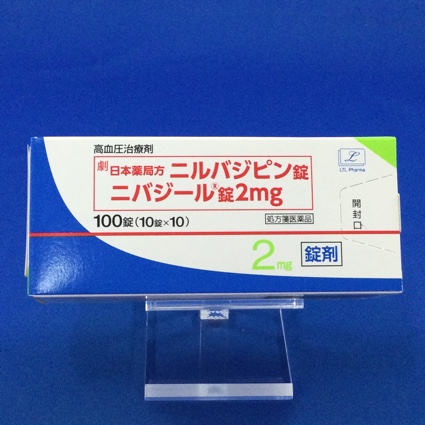 高血圧治療剤
劇 日本薬局方 ニルバジピン錠
ニバジール®錠2mg
100錠(10錠×10)
処方箋医薬品
L
LTL Pharma
開封口
2mg
錠剤